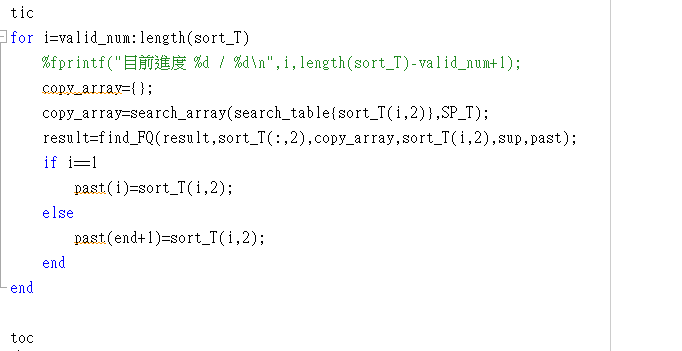 tic
for i=valid_num:length(sort_T)
%fprintf("目前進度 %d / %d\n",i,length(sort_T)-valid_num+1);
copy_array={};
copy_array=search_array(search_table{sort_T(i,2)},SP_T);
result=find_FQ(result,sort_T(:,2),copy_array,sort_T(i,2),sup,past);
if i==1
past(i)=sort_T(i,2);
else
past(end+1)=sort_T(i,2);
end
end
toc